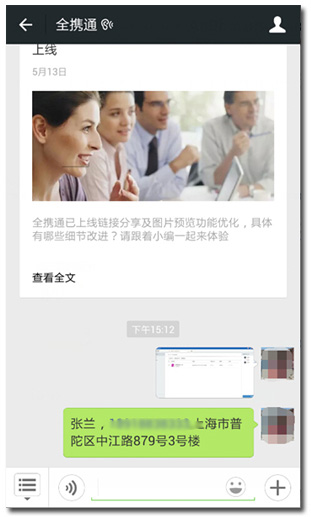 全携通
上线
5月13日
全携通已上线链接分享及图片预览功能优化，具体
有哪些细节改进？请跟着小编一起来体验
查看全文
下午15:12
张兰，上海市普
陀区中江路879号3号楼